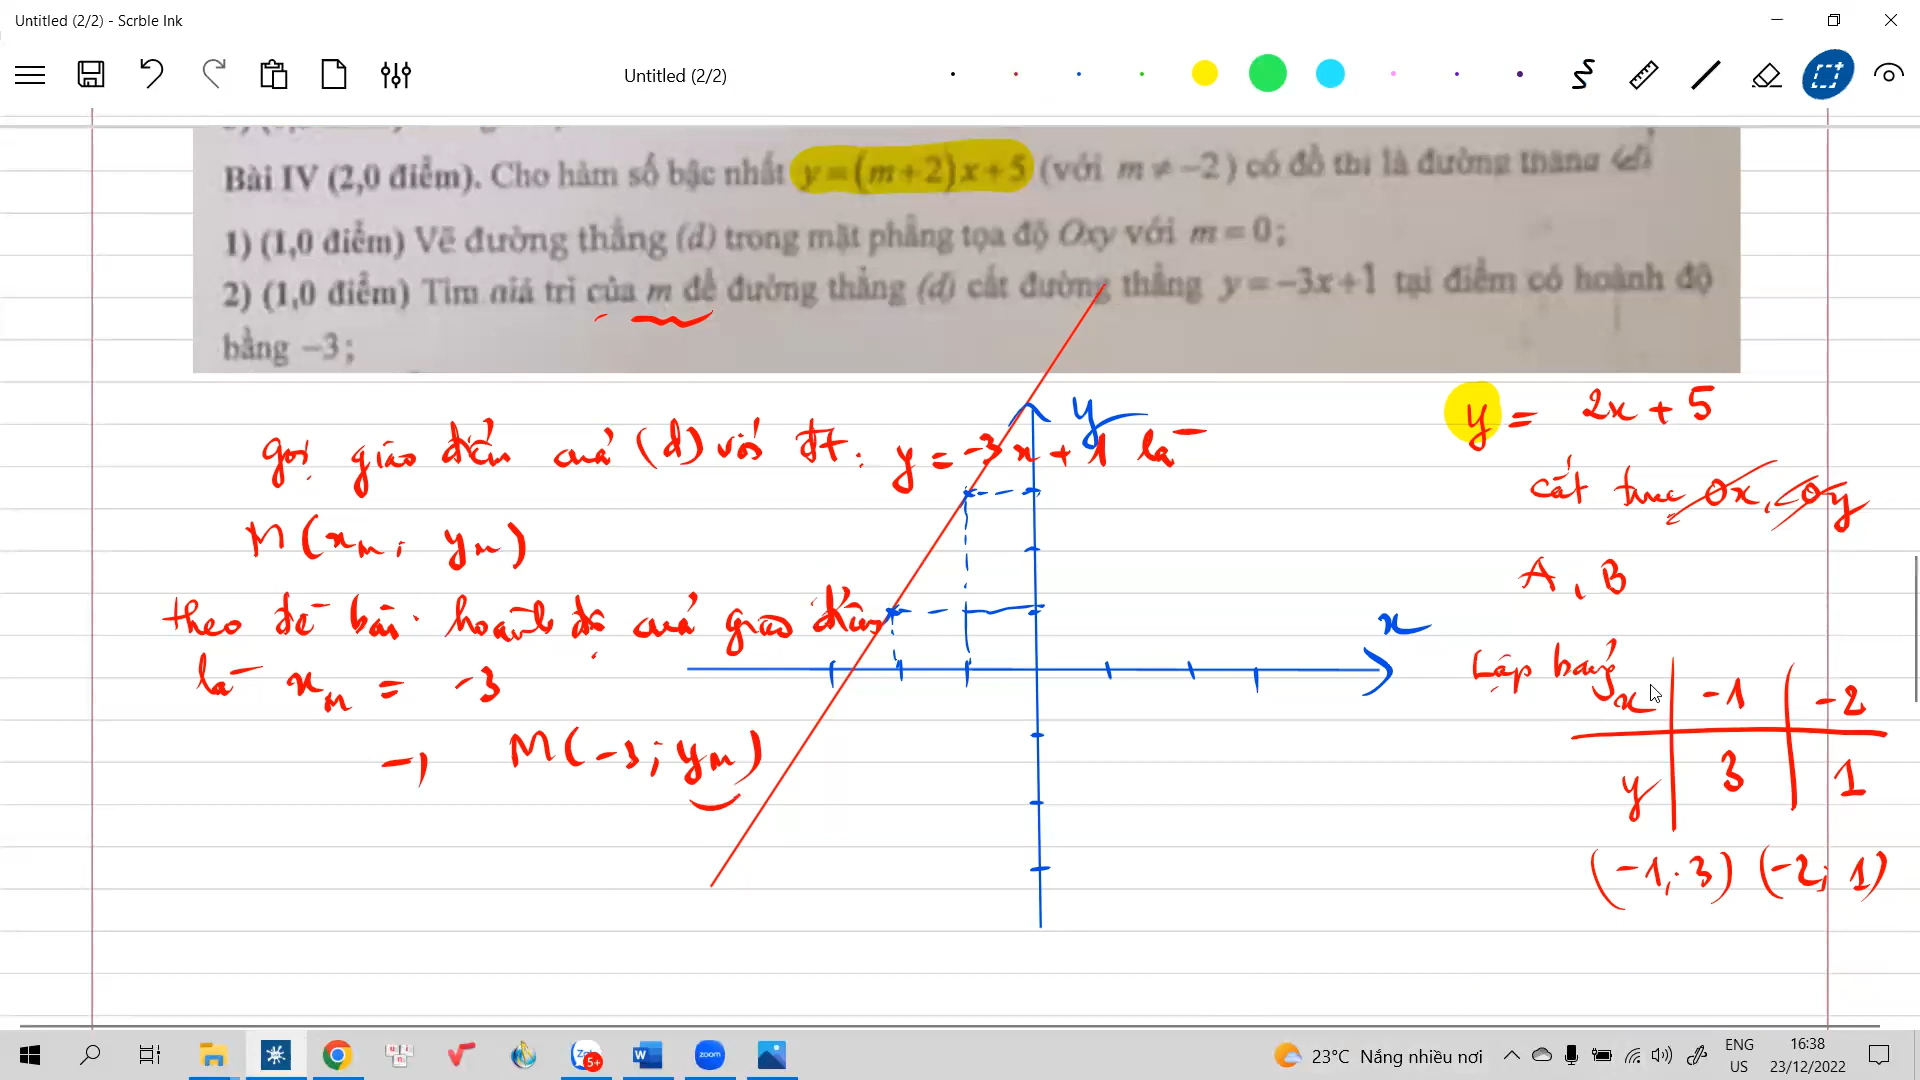 Untitled (2/2) - Scrble Ink
Untitled (2/2)
Bài IV (2,0 điểm). Cho hàm số bậc nhất y=(m+2)x+5 (với m ≠ −2) có đồ thị là đường thẳng (d)
1) (1,0 điểm) Vẽ đường thẳng (d) trong mặt phẳng tọa độ Oxy với m = 0;
2) (1,0 điểm) Tìm giá trị của m để đường thẳng (d) cắt đường thẳng y=−3x+1 tại điểm có hoành độ
bằng −3;
y = 2x + 5
gọi giao điểm của (d) với đt: y = -3x + 1 là
cắt trục Ox, Oy
M(xM; yM)
A, B
theo đề bài hoành độ của giao điểm
là xM = -3
Lập bảng
x -1 -2
y 3 1
→ M(-3; yM)
(-1; 3) (-2; 1)
y
x
23°C Nắng nhiều nơi
ENG
US
16:38
23/12/2022
5+
zoom